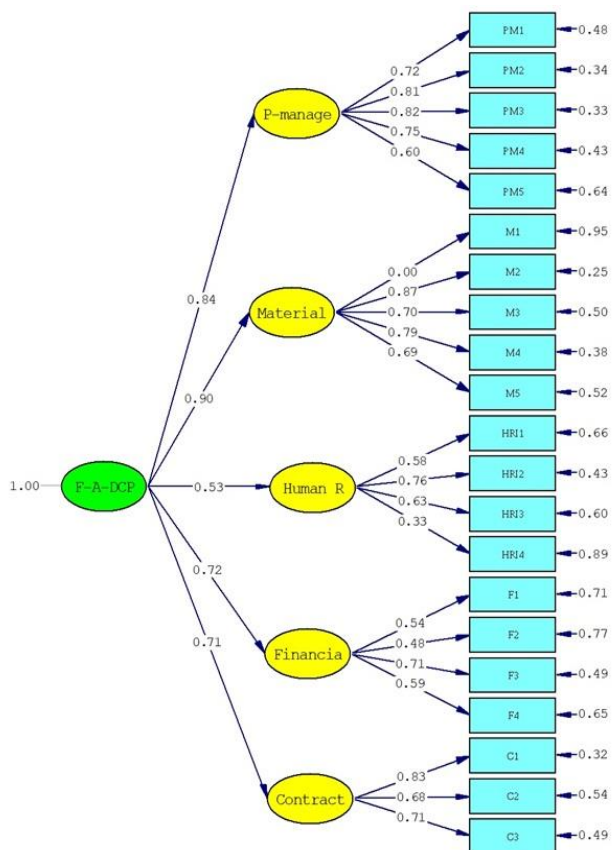 PM1 0.48
0.72
PM2 0.34
0.81
P-manage 0.82 PM3 0.33
0.75
PM4 0.43
0.60
PM5 0.64
M1 0.95
0.00
M2 0.25
0.87
0.84 Material 0.70 M3 0.50
0.79
M4 0.38
0.69
M5 0.52
0.90
HRI1 0.66
0.58
HRI2 0.43
0.76
1.00 F-A-DCP 0.53 Human R 0.63 HRI3 0.60
0.33
HRI4 0.89
0.72
F1 0.71
0.54
0.71 F2 0.77
0.48
Financia 0.71 F3 0.49
0.59
F4 0.65
C1 0.32
0.83
Contract 0.68 C2 0.54
0.71
C3 0.49